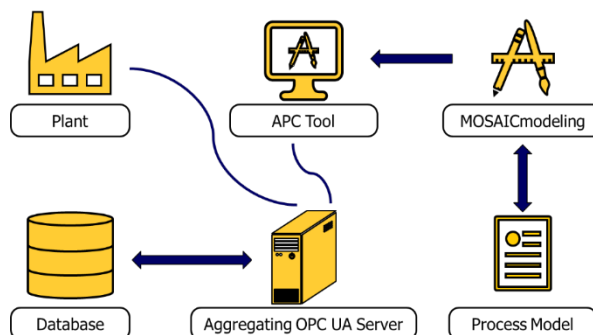 Plant
APC Tool
MOSAICmodeling
Database
Aggregating OPC UA Server
Process Model